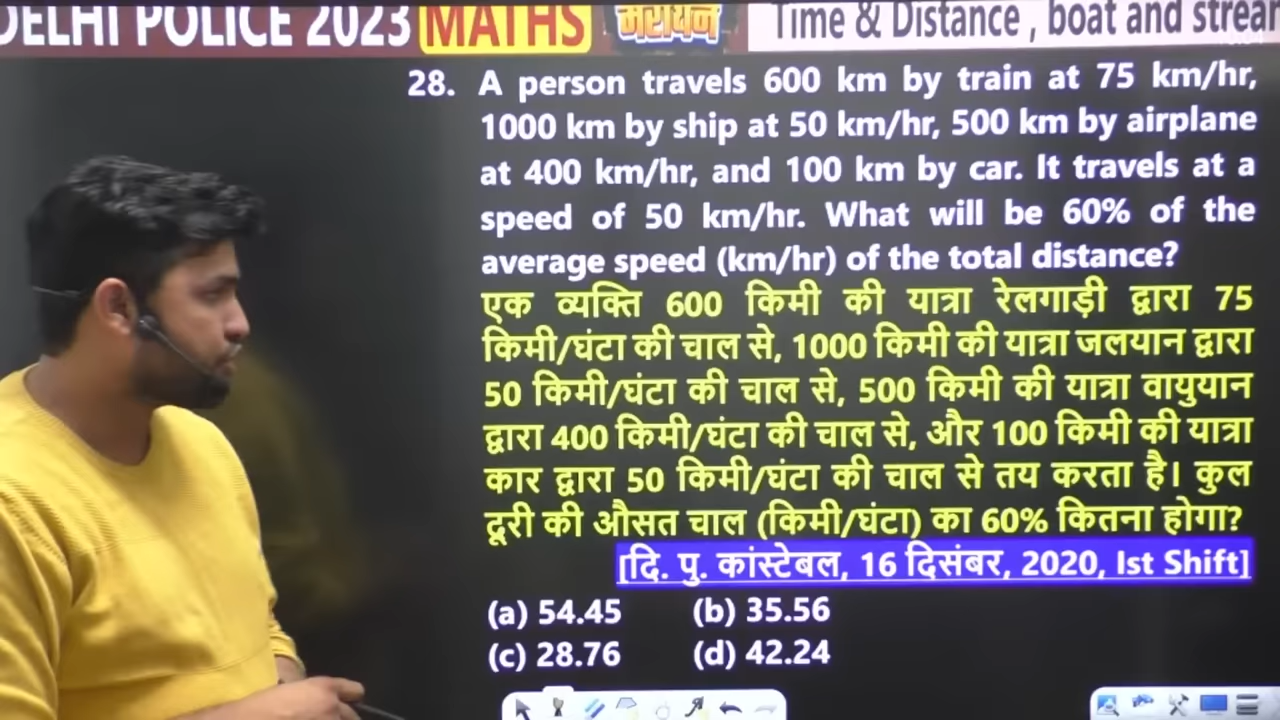 DELHI POLICE 2023 MATHS मैराथन Time & Distance , boat and strear
28. A person travels 600 km by train at 75 km/hr,
1000 km by ship at 50 km/hr, 500 km by airplane
at 400 km/hr, and 100 km by car. It travels at a
speed of 50 km/hr. What will be 60% of the
average speed (km/hr) of the total distance?
एक व्यक्ति 600 किमी की यात्रा रेलगाड़ी द्वारा 75
किमी/घंटा की चाल से, 1000 किमी की यात्रा जलयान द्वारा
50 किमी/घंटा की चाल से, 500 किमी की यात्रा वायुयान
द्वारा 400 किमी/घंटा की चाल से, और 100 किमी की यात्रा
कार द्वारा 50 किमी/घंटा की चाल से तय करता है। कुल
दूरी की औसत चाल (किमी/घंटा) का 60% कितना होगा?
[दि. पु. कांस्टेबल, 16 दिसंबर, 2020, Ist Shift]
(a) 54.45 (b) 35.56
(c) 28.76 (d) 42.24